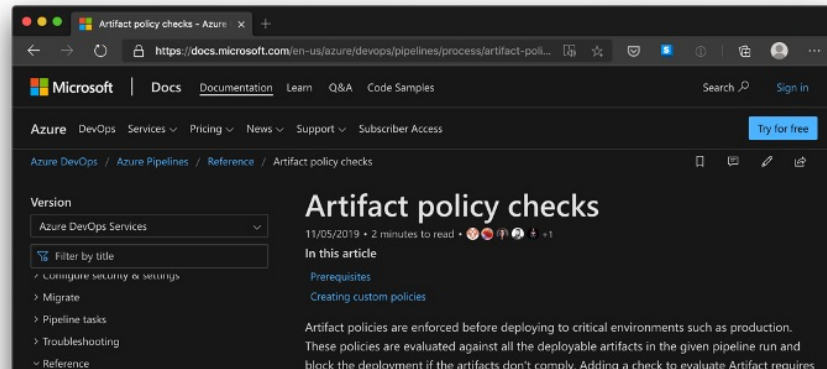 Artifact policy checks - Azure
https://docs.microsoft.com/en-us/azure/devops/pipelines/process/artifact-poli...
Microsoft | Docs Documentation Learn Q&A Code Samples Search Sign in
Azure DevOps Services Pricing News Support Subscriber Access Try for free
Azure DevOps / Azure Pipelines / Reference / Artifact policy checks
Version
Azure DevOps Services
Filter by title
> Configure security & settings
> Migrate
> Pipeline tasks
> Troubleshooting
Reference
Artifact policy checks
11/05/2019 • 2 minutes to read • +1
In this article
Prerequisites
Creating custom policies
Artifact policies are enforced before deploying to critical environments such as production.
These policies are evaluated against all the deployable artifacts in the given pipeline run and
block the deployment if the artifacts don't comply. Adding a check to evaluate Artifact requires